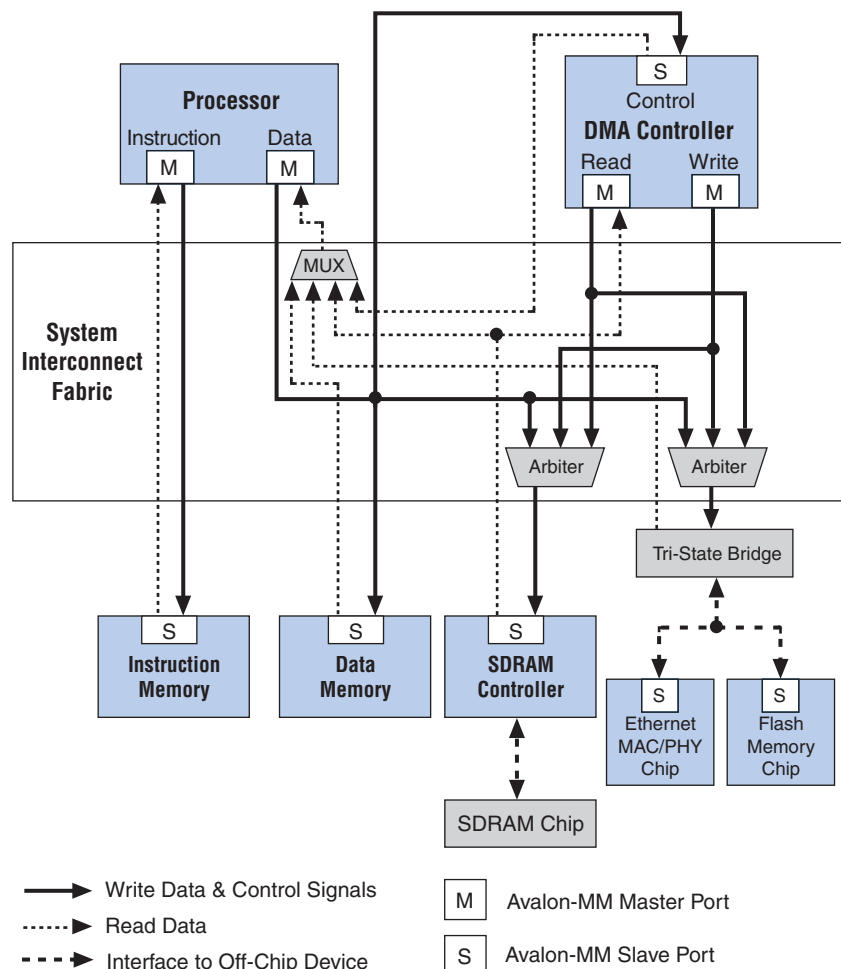 S
Control
DMA Controller
Read
Write
M
M
Processor
Instruction
Data
M
M
MUX
System
Interconnect
Fabric
Arbiter
Arbiter
Tri-State Bridge
S
Instruction
Memory
S
Data
Memory
S
SDRAM
Controller
S
Ethernet
MAC/PHY
Chip
S
Flash
Memory
Chip
SDRAM Chip
Write Data & Control Signals
Read Data
Interface to Off-Chip Device
M
Avalon-MM Master Port
S
Avalon-MM Slave Port